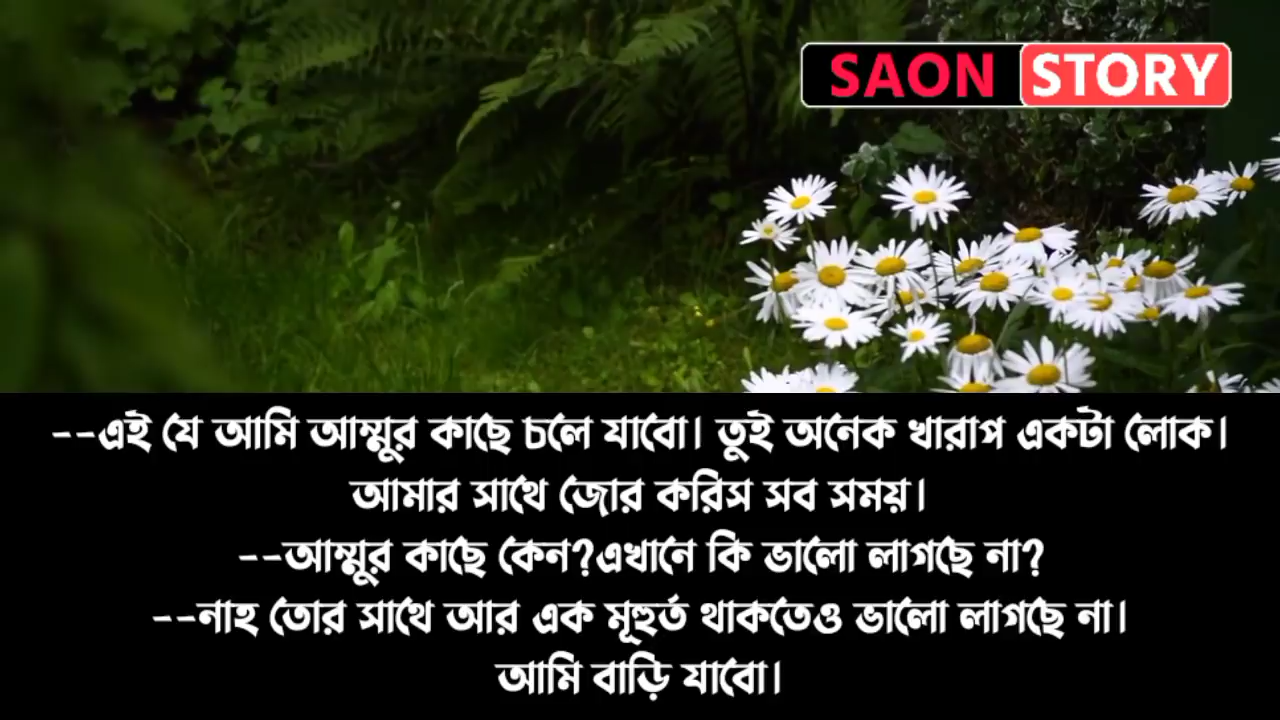 SAON STORY
--এই যে আমি আম্মুর কাছে চলে যাবো। তুই অনেক খারাপ একটা লোক।
আমার সাথে জোর করিস সব সময়।
--আম্মুর কাছে কেন?এখানে কি ভালো লাগছে না?
--নাহ তোর সাথে আর এক মূহুর্ত থাকতেও ভালো লাগছে না।
আমি বাড়ি যাবো।